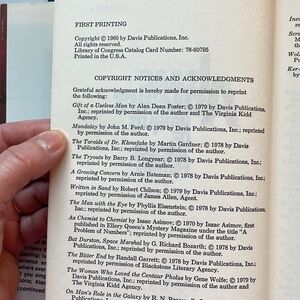 FIRST PRINTING
Copyright © 1980 by Davis Publications, Inc.
All rights reserved.
Library of Congress Catalog Card Number: 78-60795
Printed in the U.S.A.
COPYRIGHT NOTICES AND ACKNOWLEDGMENTS
Grateful acknowledgment is hereby made for permission to reprint
the following:
Gift of a Useless Man by Alan Dean Foster; © 1979 by Davis Publications,
Inc.; reprinted by permission of the author and The Virginia Kidd
Agency.
Mandalay by John M. Ford; © 1979 by Davis Publications, Inc.;
reprinted by permission of the author.
The Toroids of Dr. Klonefake by Martin Gardner; © 1978 by Davis
Publications, Inc.; reprinted by permission of the author.
The Tryouts by Barry B. Longyear; © 1978 by Davis Publications,
Inc.; reprinted by permission of the author.
A Growing Concern by Arnie Bateman; © 1979 by Davis Publications,
Inc.; reprinted by permission of the author.
Written in Sand by Robert Chilson; © 1979 by Davis Publications, Inc.;
reprinted by permission of James Allen, Agent.
The Man with the Eye by Phyllis Eisenstein; © 1978 by Davis
Publications, Inc.; reprinted by permission of the author.
As Chemist to Chemist by Isaac Asimov; © 1970 by Isaac Asimov, first
published in Ellery Queen's Mystery Magazine under the title "A
Problem of Numbers"; reprinted by permission of the author.
Bat Durston, Space Marshal by G. Richard Bozarth; © 1978 by Davis
Publications, Inc.; reprinted by permission of the author.
The Bitter End by Randall Garrett; © 1978 by Davis Publications, Inc.;
reprinted by permission of Blackstone Literary Agency.
The Woman Who Loved the Centaur Pholus by Gene Wolfe; © 1979 by
Davis Publications, Inc.; reprinted by permission of the author and
The Virginia Kidd Agency.
On Man's Role in the Galaxy by R. N.